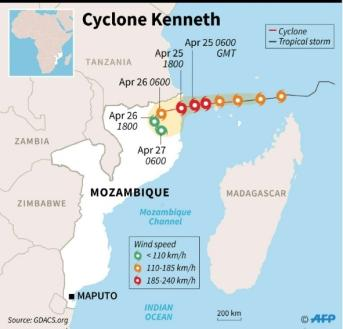 Cyclone Kenneth
Cyclone
Tropical storm
Apr 25 0600
GMT
Apr 25
1800
TANZANIA
Apr 26 0600
Apr 26
1800
Apr 27
0600
ZAMBIA
MOZAMBIQUE
ZIMBABWE
MADAGASCAR
Mozambique
Channel
Wind speed
< 110 km/h
110-185 km/h
185-240 km/h
MAPUTO
INDIAN
OCEAN
200 km
Source: GDACS.org
© AFP